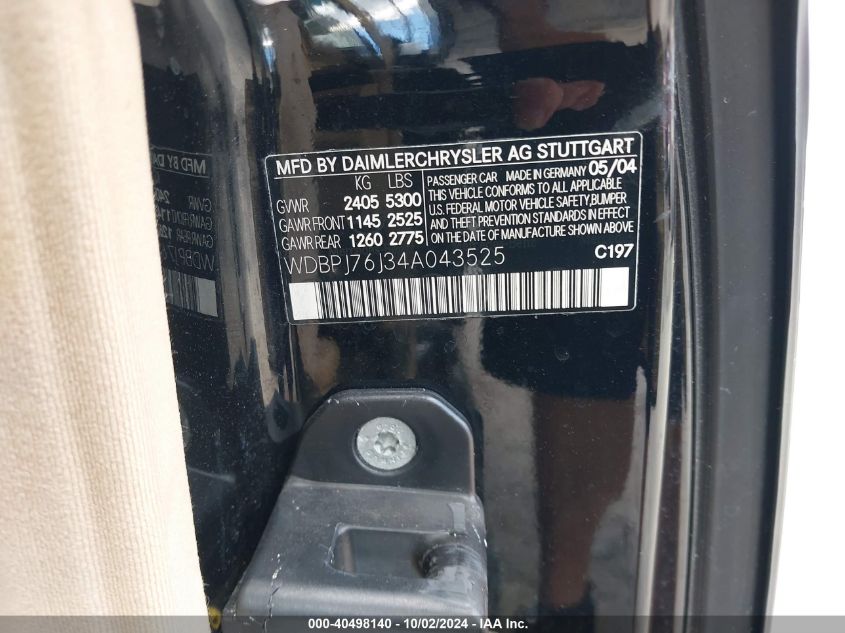 MFD BY DAIMLERCHRYSLER AG STUTTGART
KG LBS
GVWR 2405 5300
GAWR FRONT 1145 2525
GAWR REAR 1260 2775
PASSENGER CAR MADE IN GERMANY 05/04
THIS VEHICLE CONFORMS TO ALL APPLICABLE
U.S. FEDERAL MOTOR VEHICLE SAFETY,BUMPER
AND THEFT PREVENTION STANDARDS IN EFFECT
ON THE DATE OF MANUFACTURE SHOWN ABOVE.
WDBPJ76J34A043525 C197
000-40498140 - 10/02/2024 - © IAA, Inc.